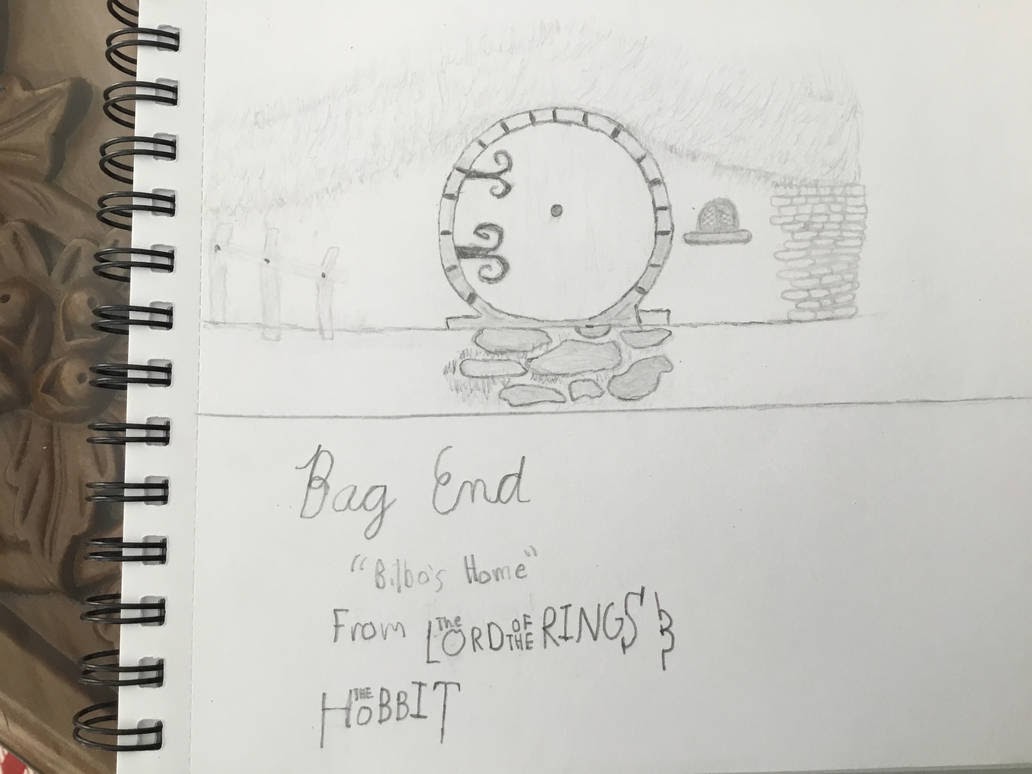 Bag End
"Bilbo's Home"
From The LORD OF THE RINGS &
THE HOBBIT